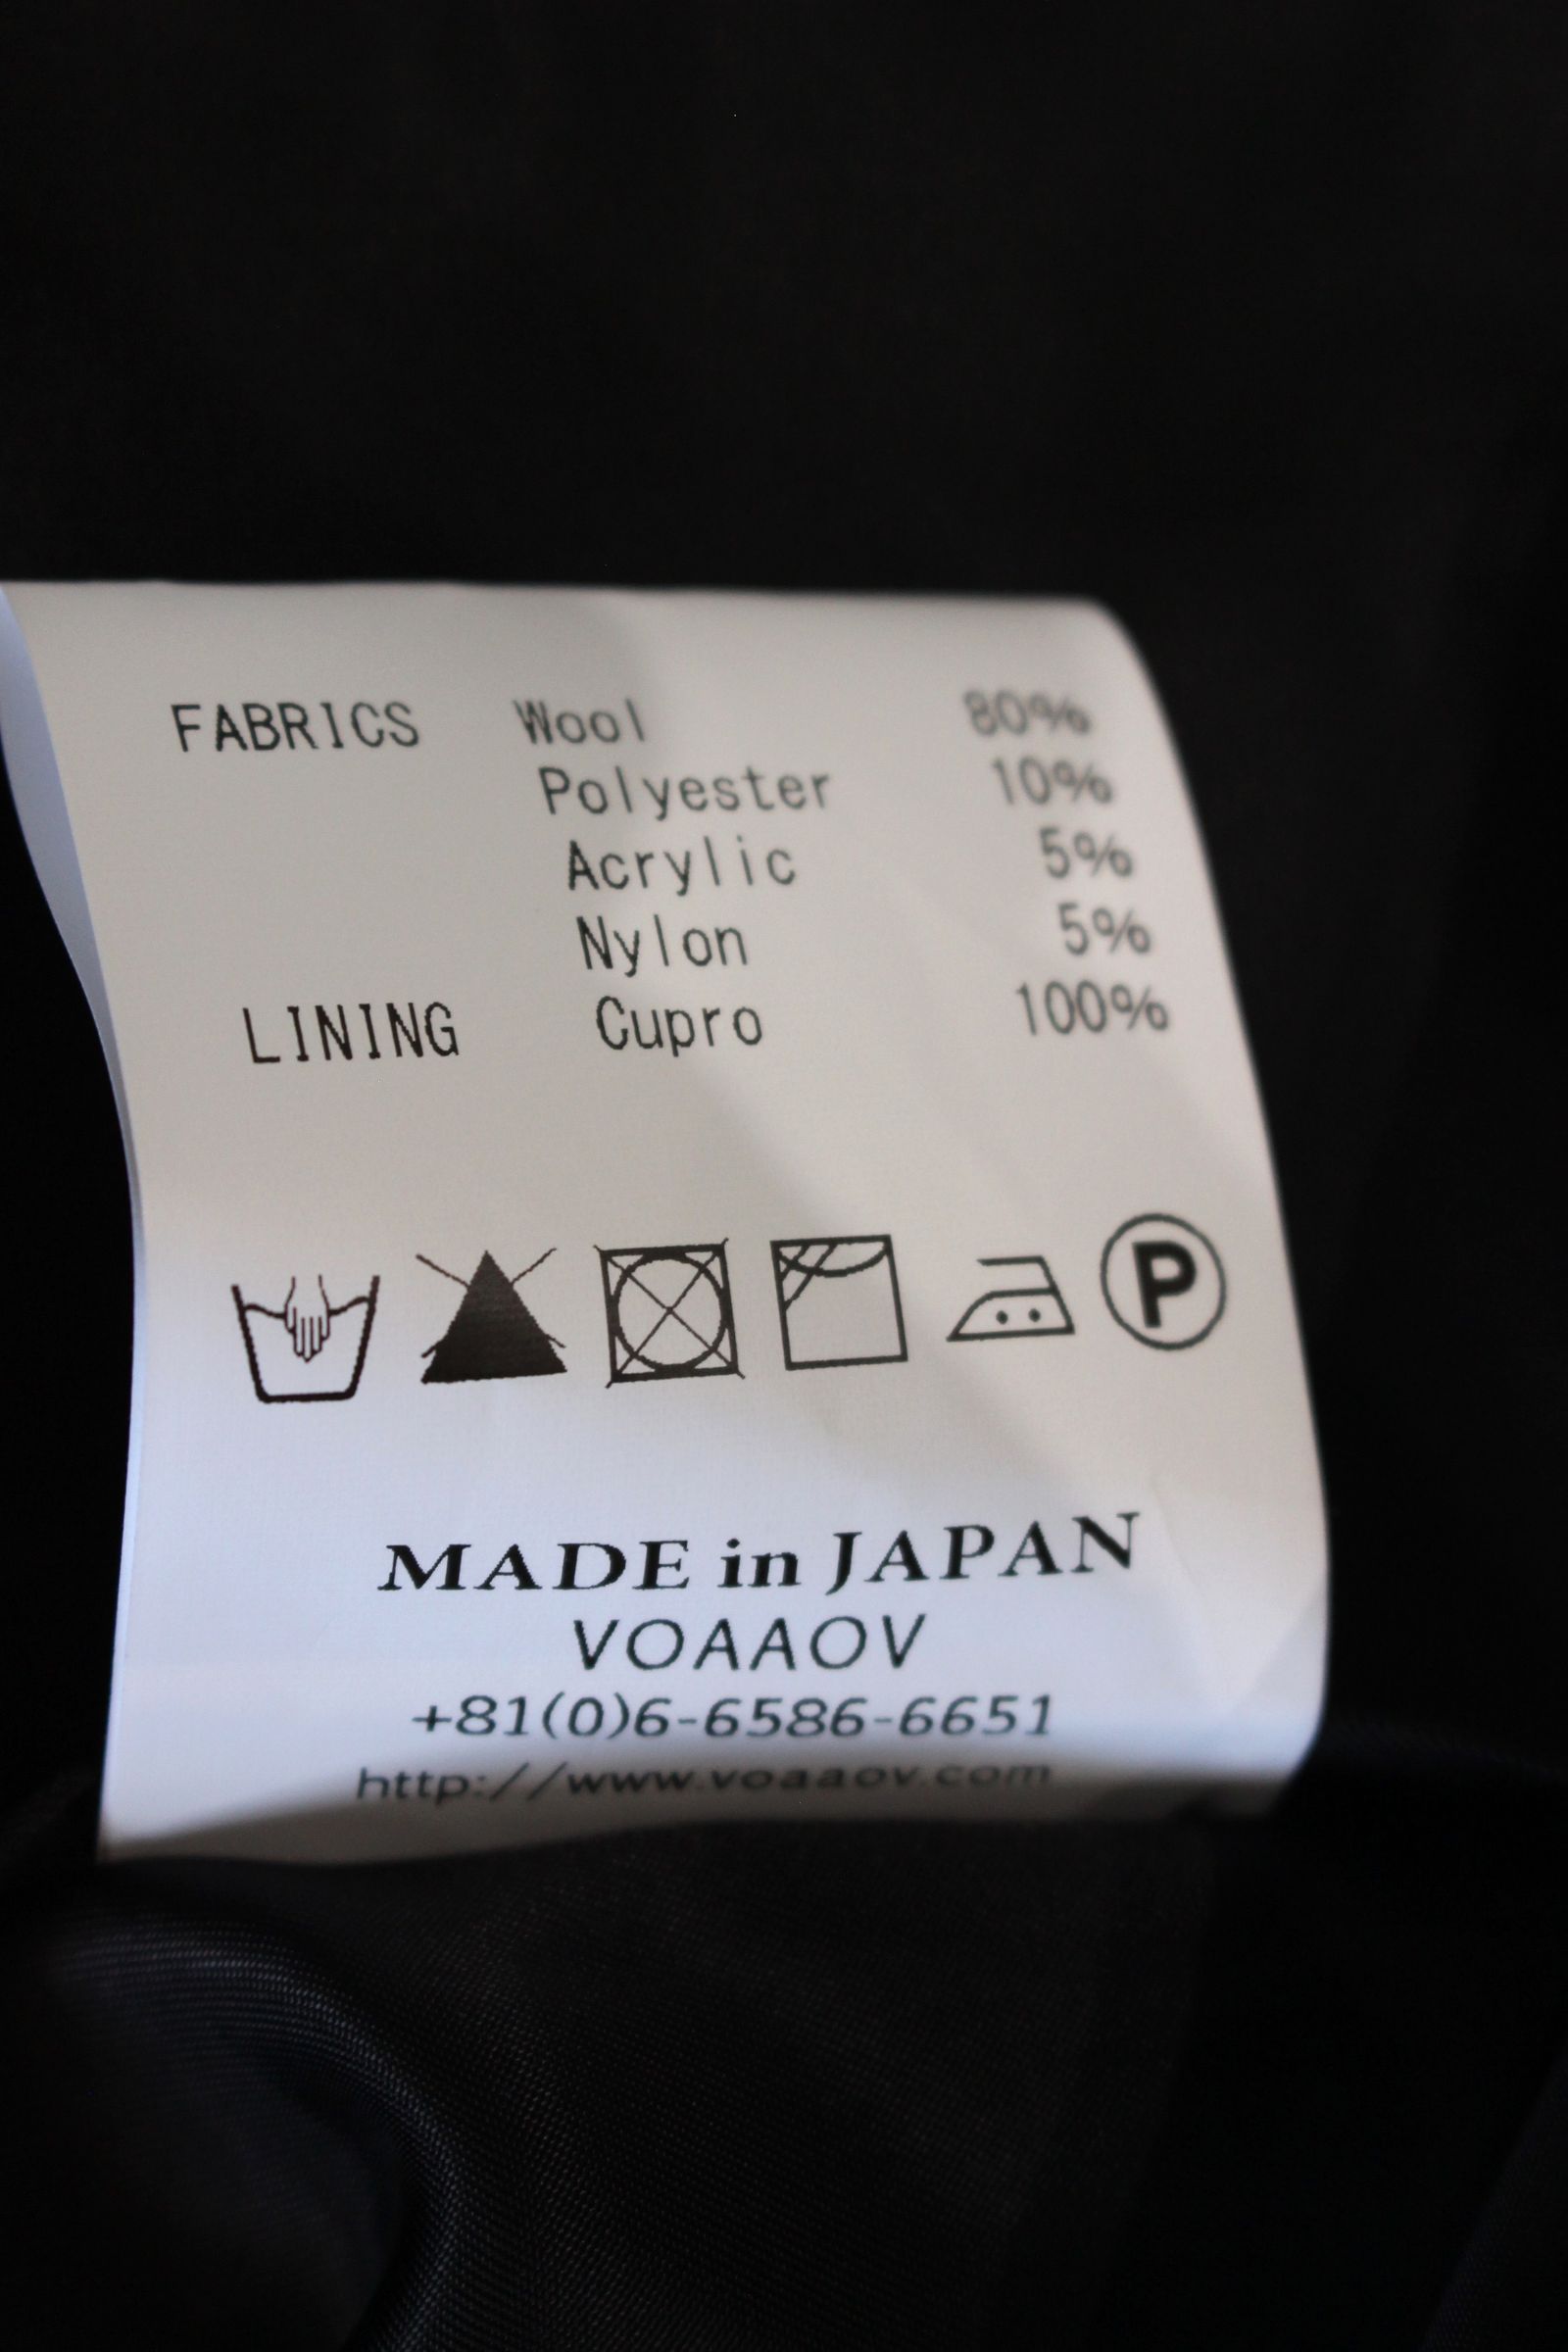 FABRICS Wool 80%
Polyester 10%
Acrylic 5%
Nylon 5%
LINING Cupro 100%
P
MADE in JAPAN
VOAAOV
+81(0)6-6586-6651
http://www.voaaov.com